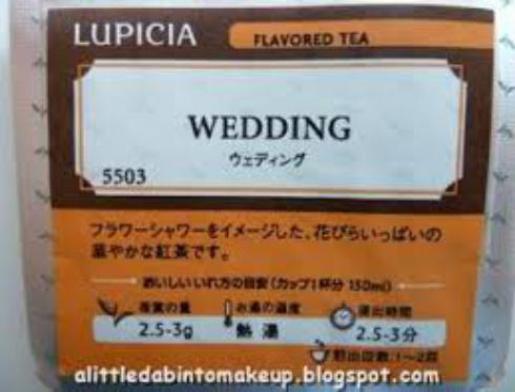 LUPICIA
FLAVORED TEA
WEDDING
ウェディング
5503
フラワーシャワーをイメージした、花びらいっぱいの
華やかな紅茶です。
おいしいいれ方の目安(カップ1杯分 150ml)
茶葉の量 お湯の温度 浸出時間
2.5-3g 熱湯 2.5-3分
煎出回数:1〜2回
alittledabintomakeup.blogspot.com